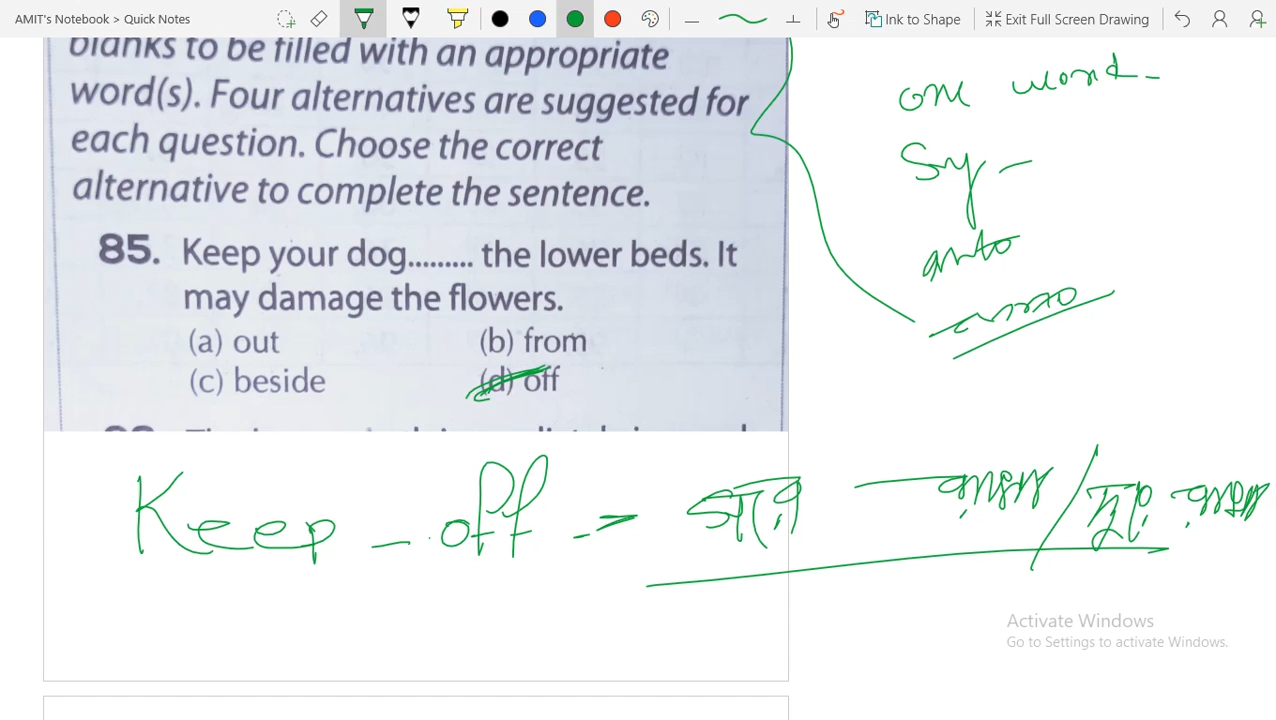 AMIT's Notebook > Quick Notes
Ink to Shape
Exit Full Screen Drawing
blanks to be filled with an appropriate
word(s). Four alternatives are suggested for
each question. Choose the correct
alternative to complete the sentence.
85. Keep your dog......... the lower beds. It
may damage the flowers.
(a) out (b) from
(c) beside (d) off
one word -
Sy -
anto
Keep - off =
Activate Windows
Go to Settings to activate Windows.